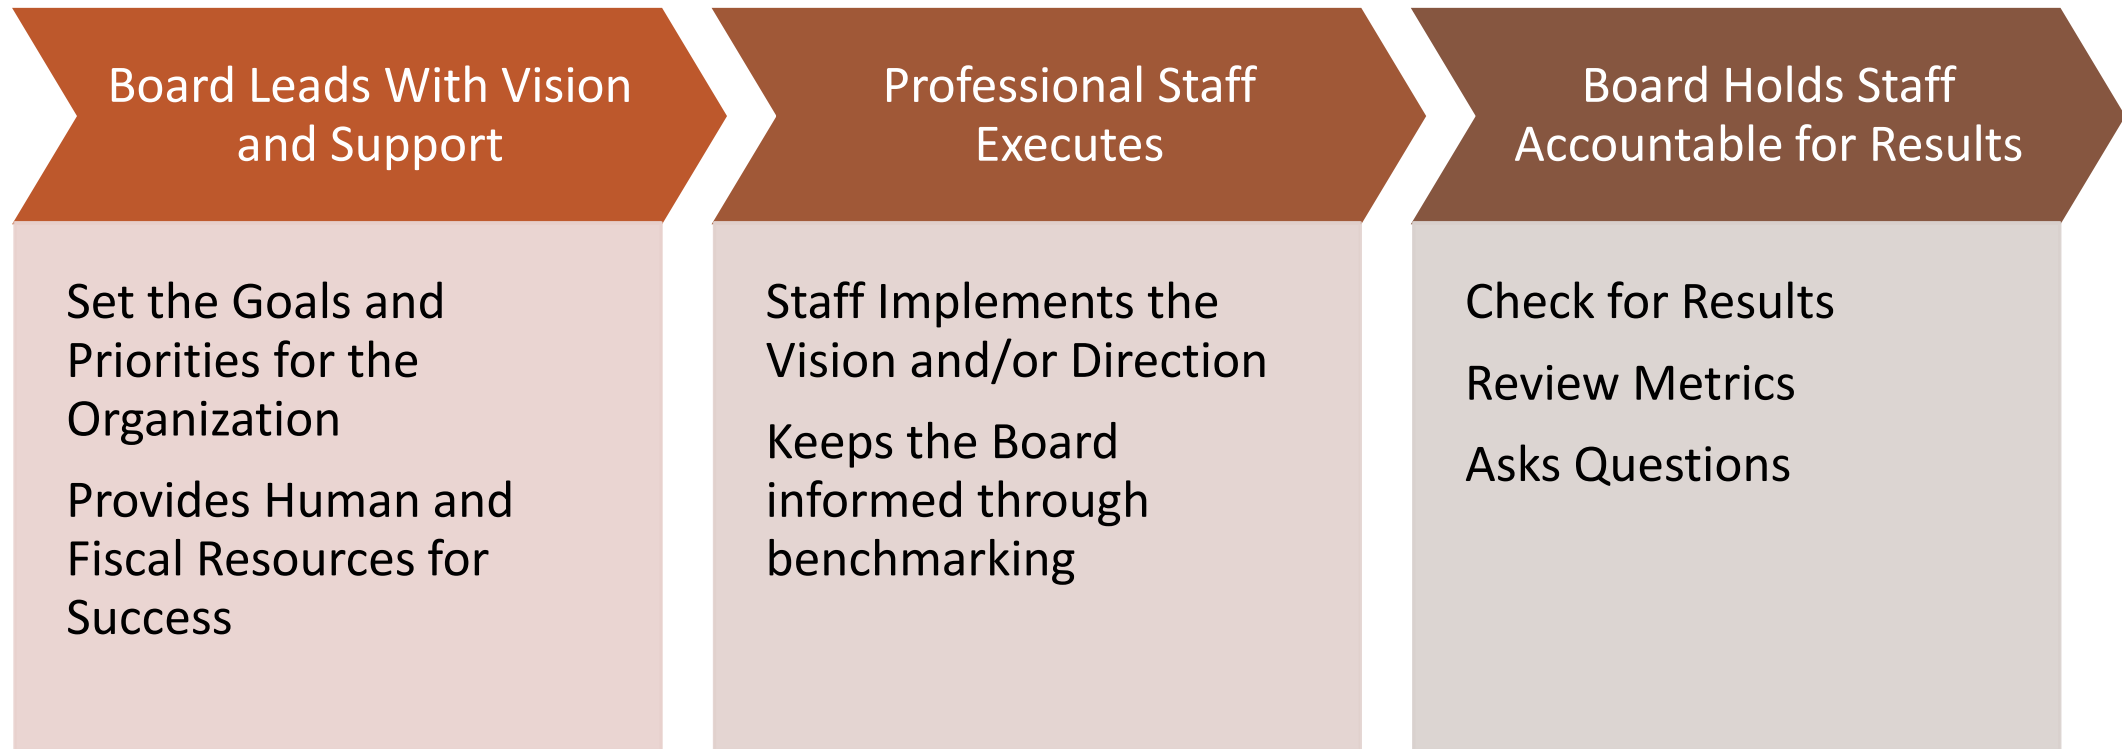 Board Leads With Vision
and Support
Set the Goals and
Priorities for the
Organization
Provides Human and
Fiscal Resources for
Success
Professional Staff
Executes
Staff Implements the
Vision and/or Direction
Keeps the Board
informed through
benchmarking
Board Holds Staff
Accountable for Results
Check for Results
Review Metrics
Asks Questions